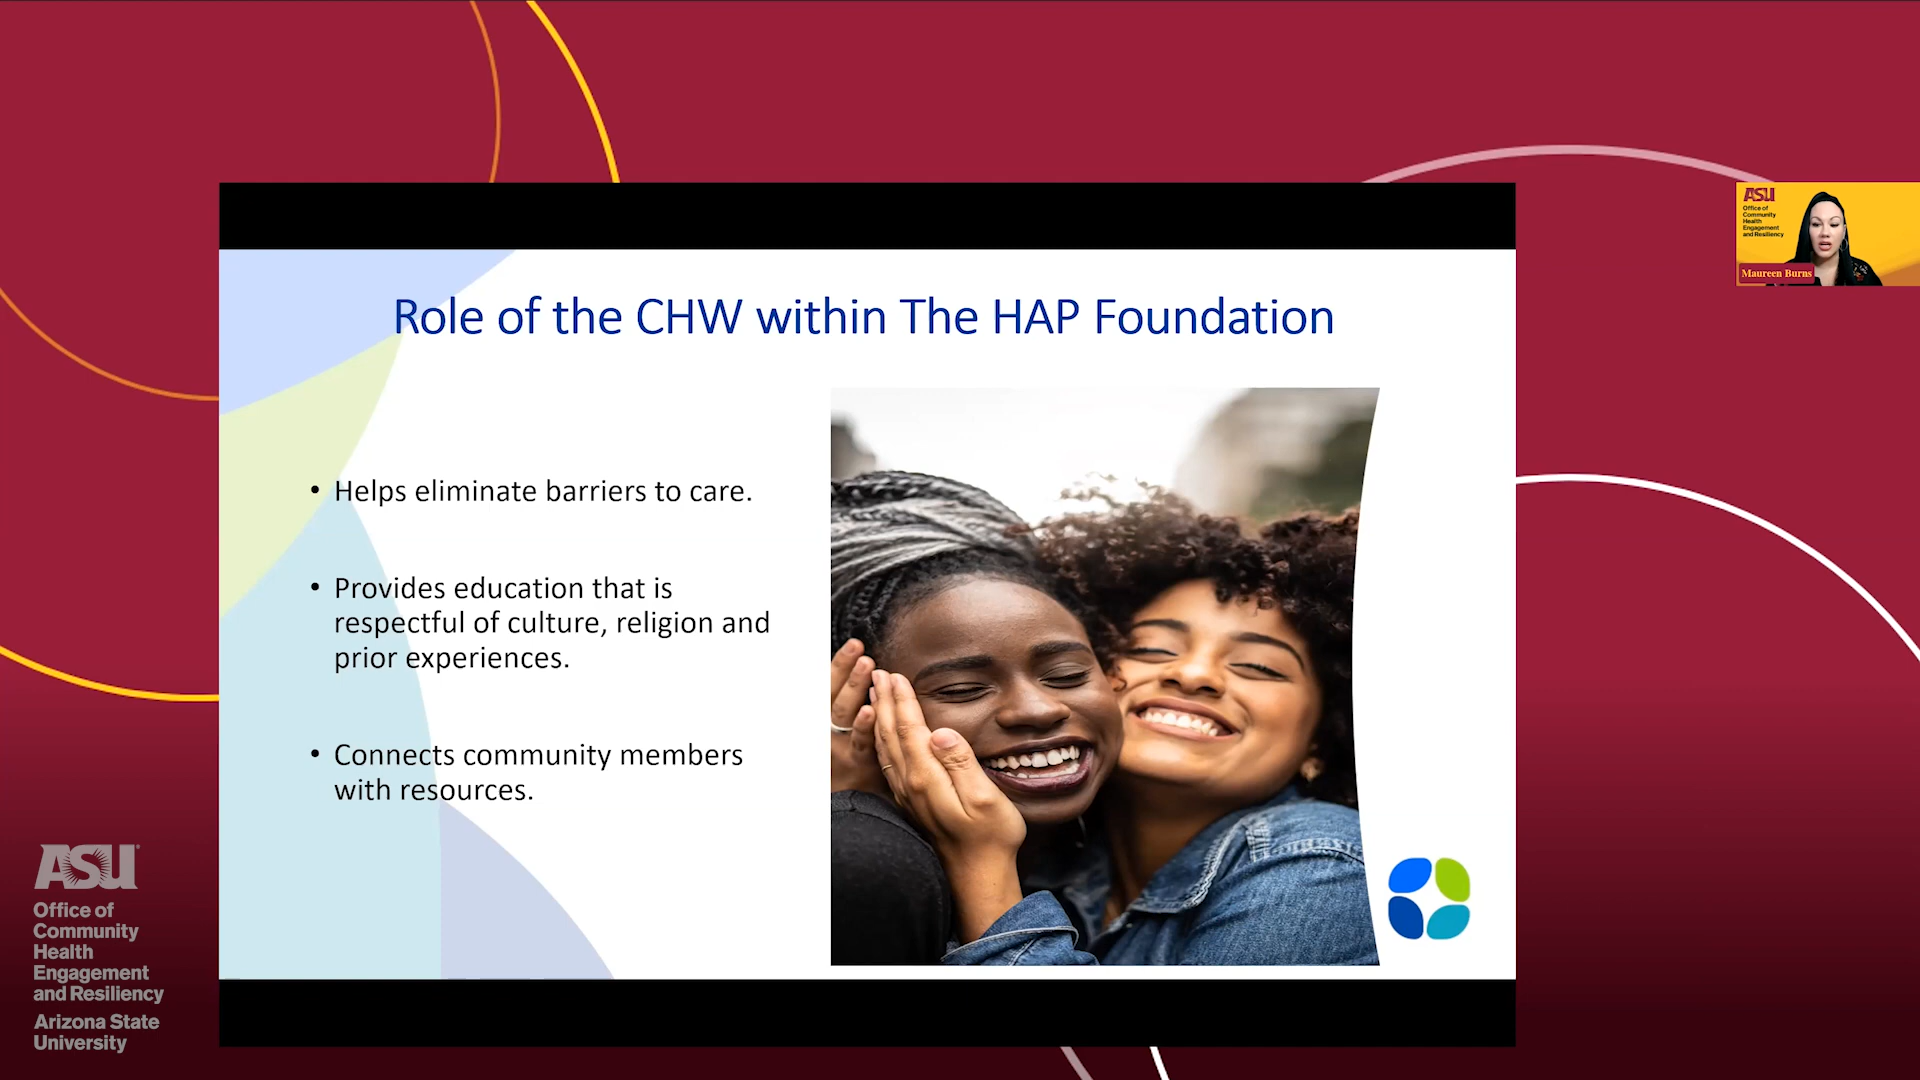 Role of the CHW within The HAP Foundation
• Helps eliminate barriers to care.
• Provides education that is
respectful of culture, religion and
prior experiences.
• Connects community members
with resources.
ASU
Office of
Community
Health
Engagement
and Resiliency
Maureen Burns
ASU
Office of
Community
Health
Engagement
and Resiliency
Arizona State
University